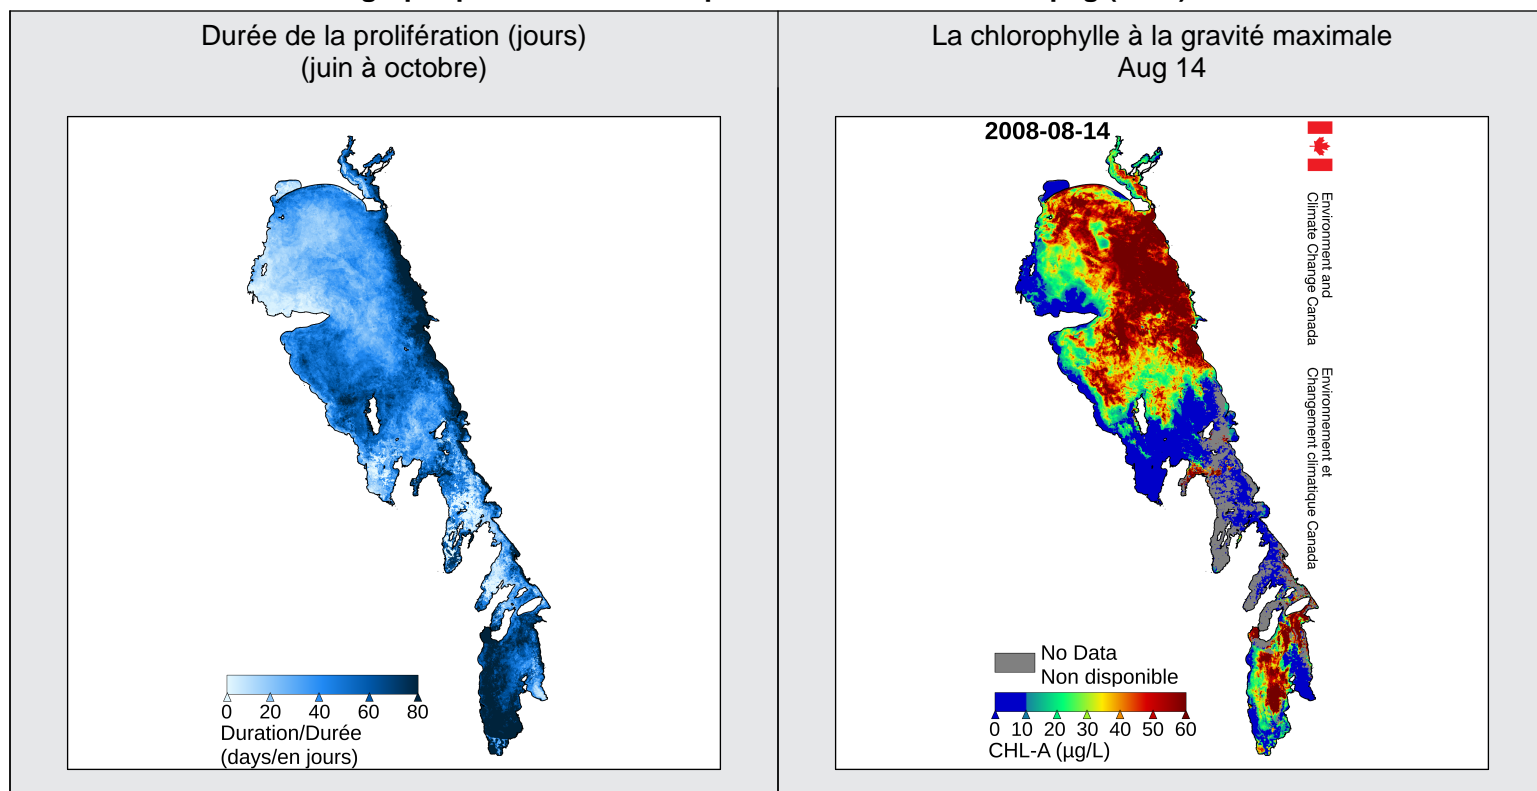 Durée de la prolifération (jours)
(juin à octobre)
La chlorophylle à la gravité maximale
Aug 14
0 20 40 60 80
Duration/Durée
(days/en jours)
2008-08-14
Environment and
Climate Change Canada
Environnement et
Changement climatique Canada
No Data
Non disponible
0 10 20 30 40 50 60
CHL-A (µg/L)